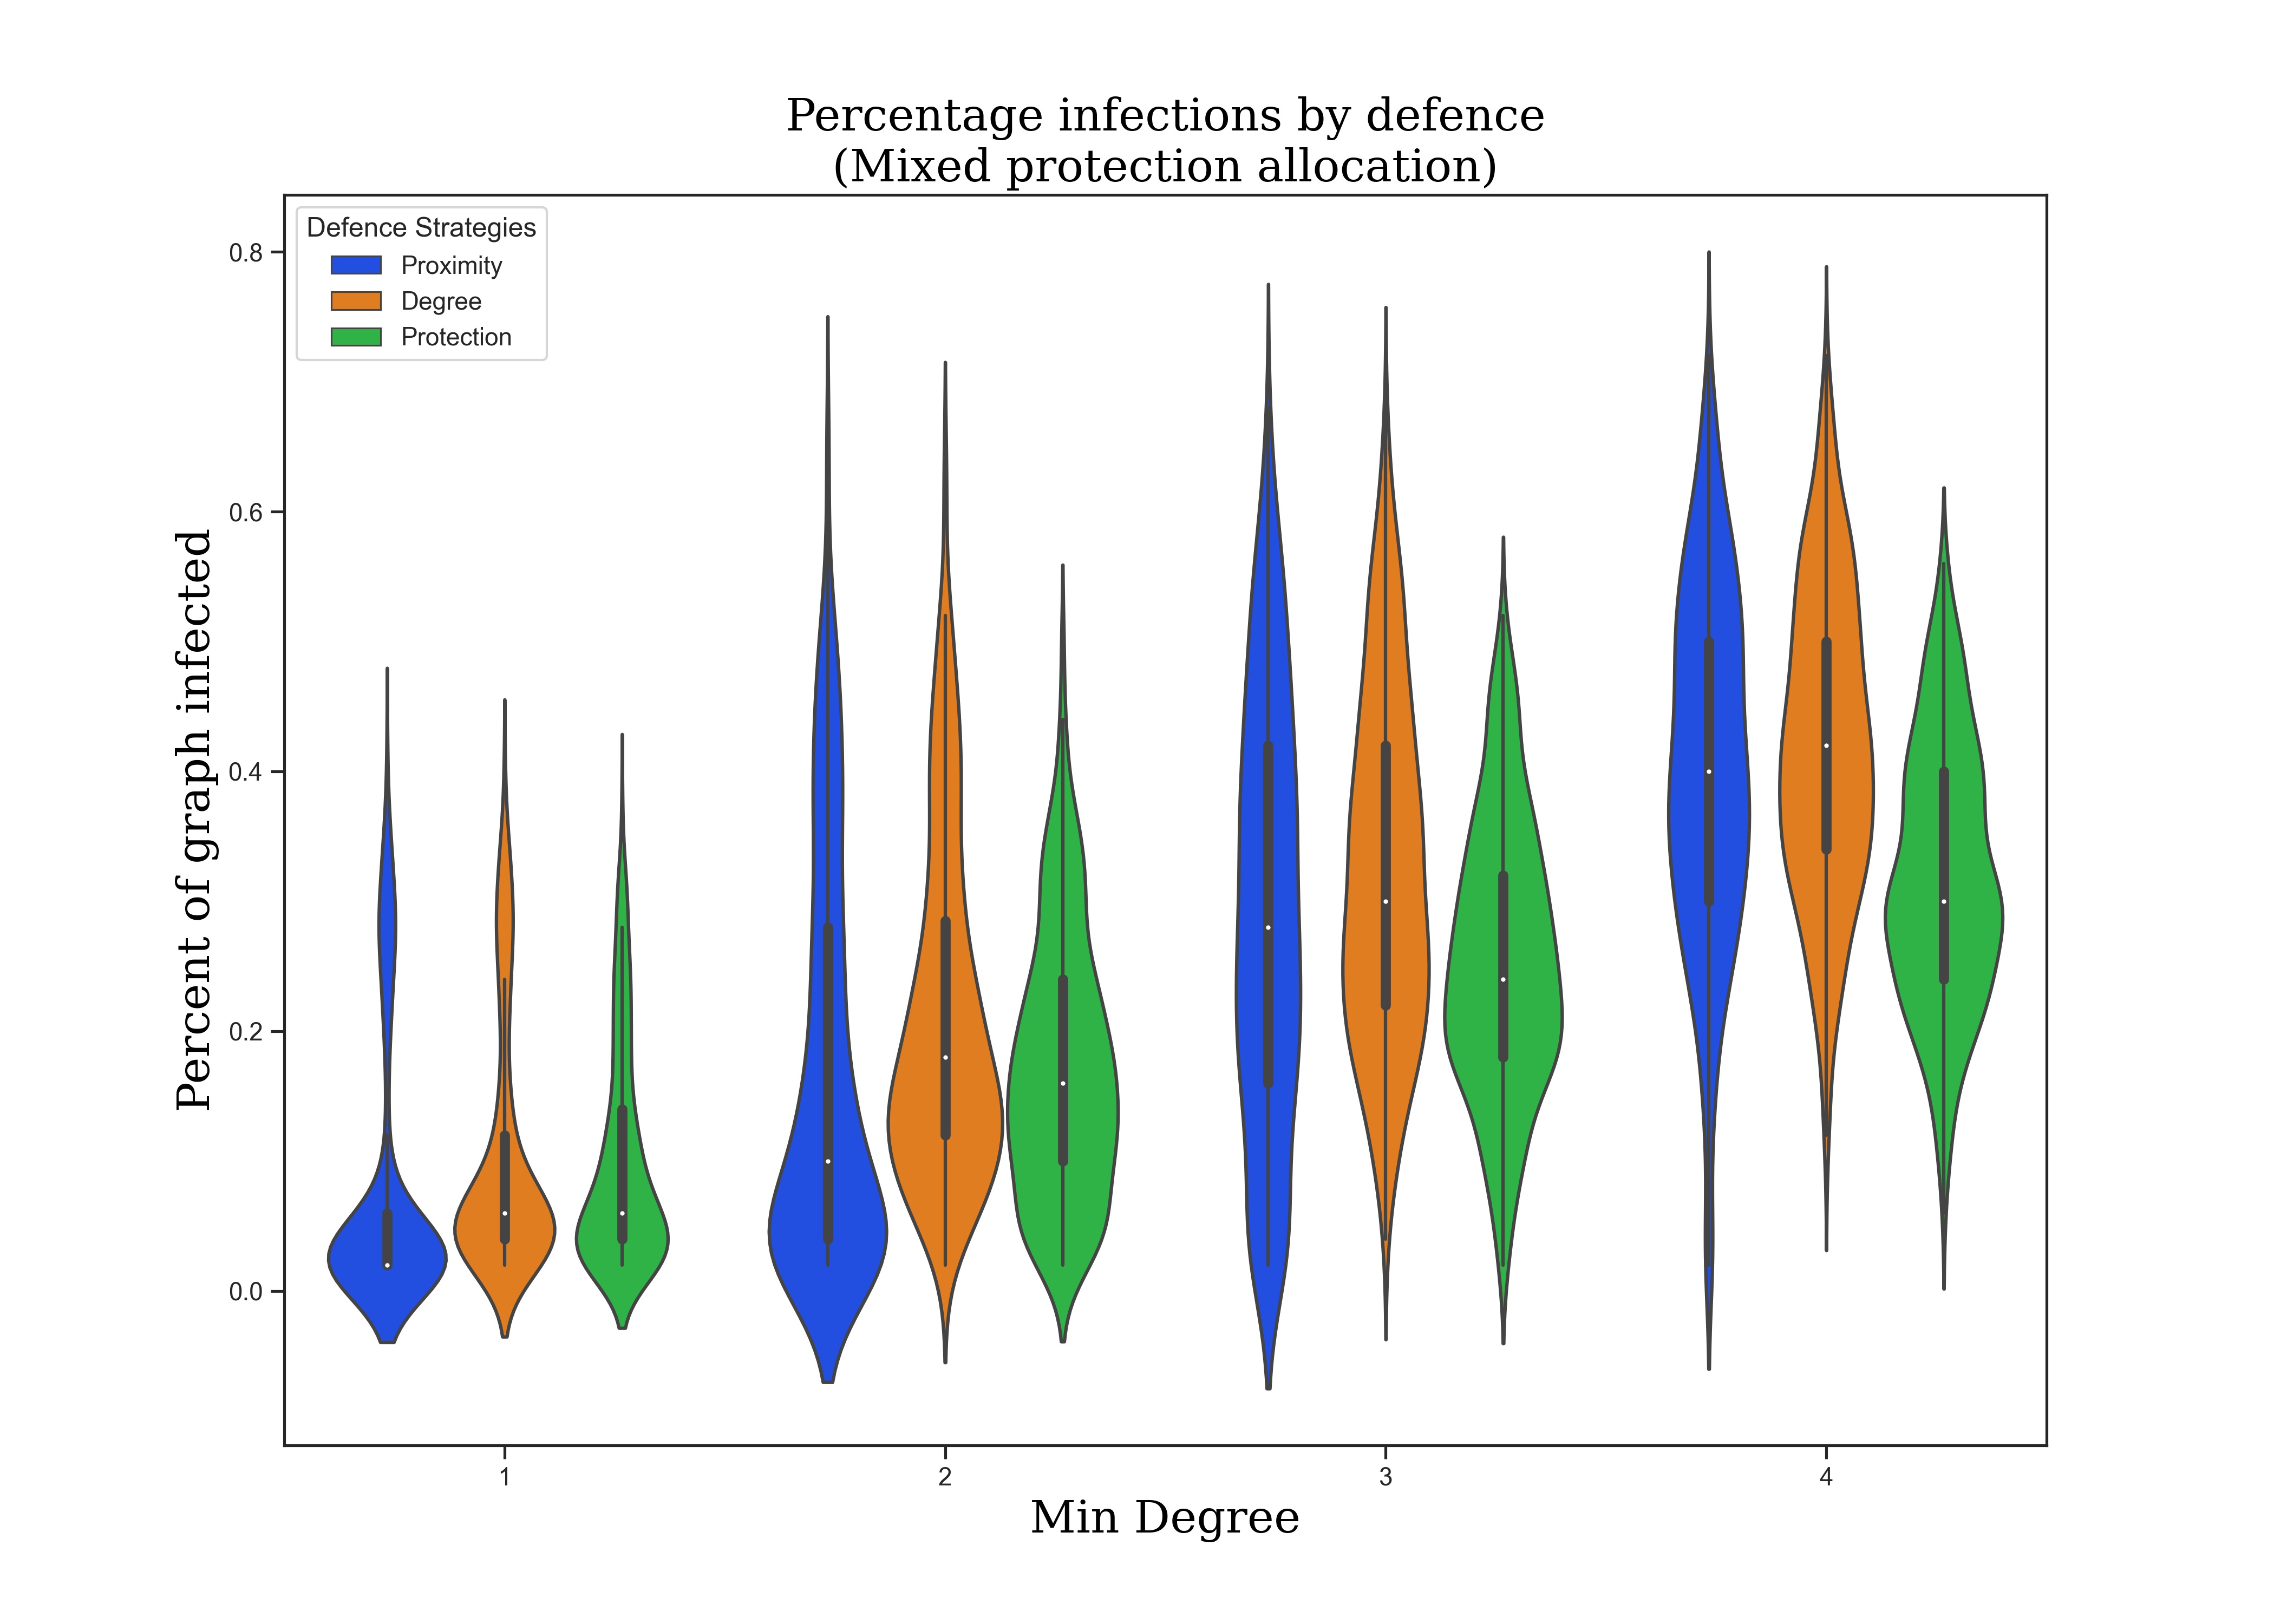 Percentage infections by defence
(Mixed protection allocation)
Defence Strategies
Proximity
Degree
Protection
Percent of graph infected
0.8
0.6
0.4
0.2
0.0
1
2
3
4
Min Degree